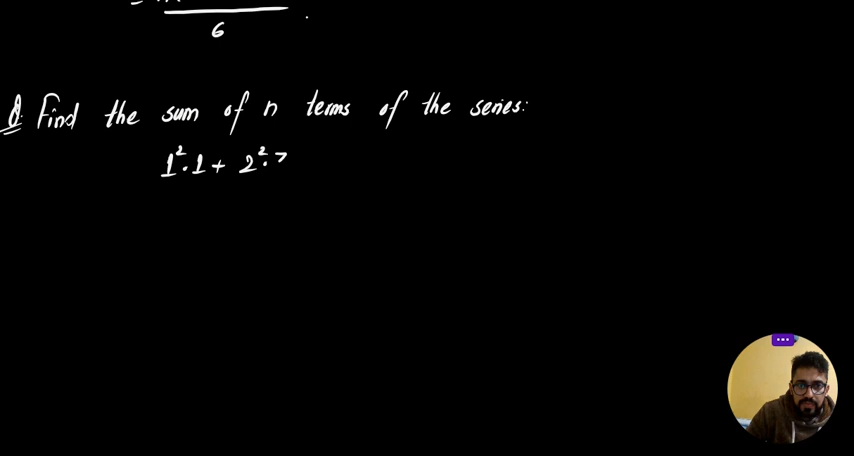 6
Q. Find the sum of n terms of the series:
1².1 + 2².